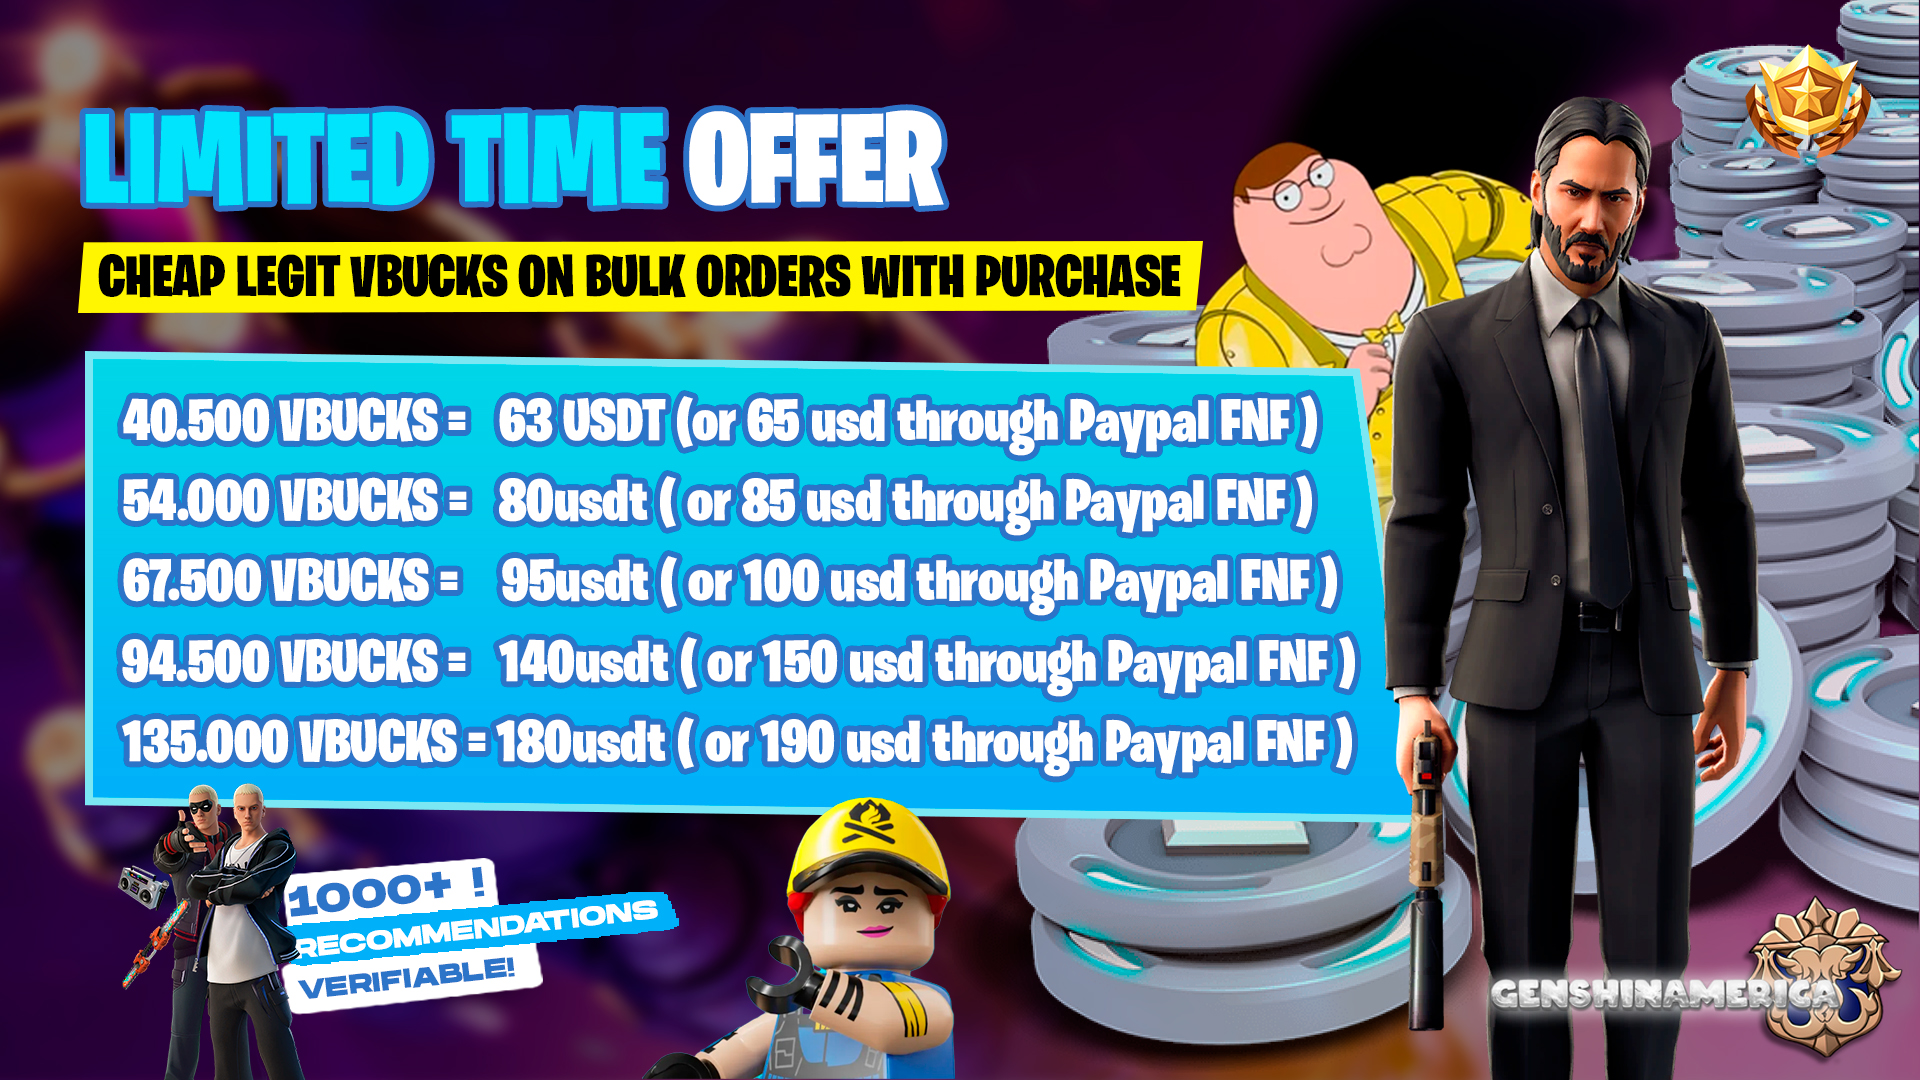 LIMITED TIME OFFER
CHEAP LEGIT VBUCKS ON BULK ORDERS WITH PURCHASE
40.500 VBUCKS = 63 USDT (or 65 usd through Paypal FNF )
54.000 VBUCKS = 80usdt ( or 85 usd through Paypal FNF )
67.500 VBUCKS = 95usdt ( or 100 usd through Paypal FNF )
94.500 VBUCKS = 140usdt ( or 150 usd through Paypal FNF )
135.000 VBUCKS = 180usdt ( or 190 usd through Paypal FNF )
1000+ !
RECOMMENDATIONS
VERIFIABLE!
GENSHINAMERICA